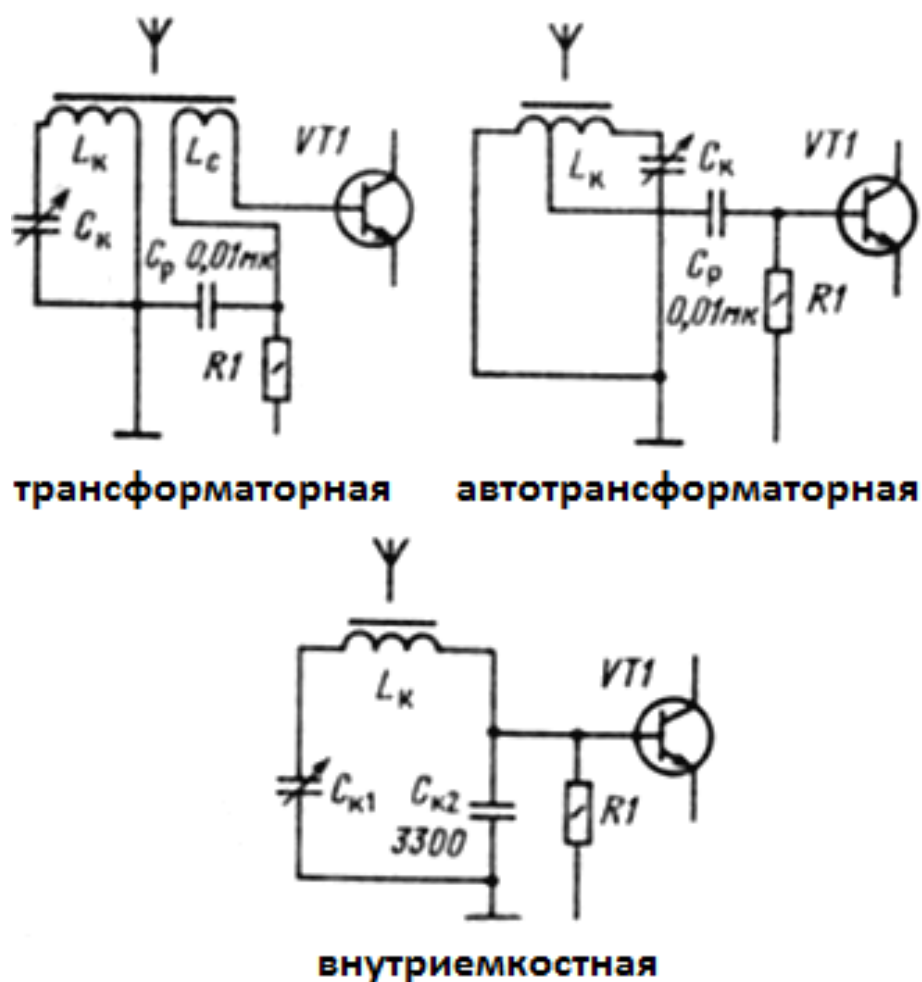 VT1
VT1
Lк
Lс
Lк
Cк
Cк
Cр 0,01мк
Cр
0,01мк
R1
R1
трансформаторная
автотрансформаторная
VT1
Lк
Cк1
Cк2
3300
R1
внутриемкостная